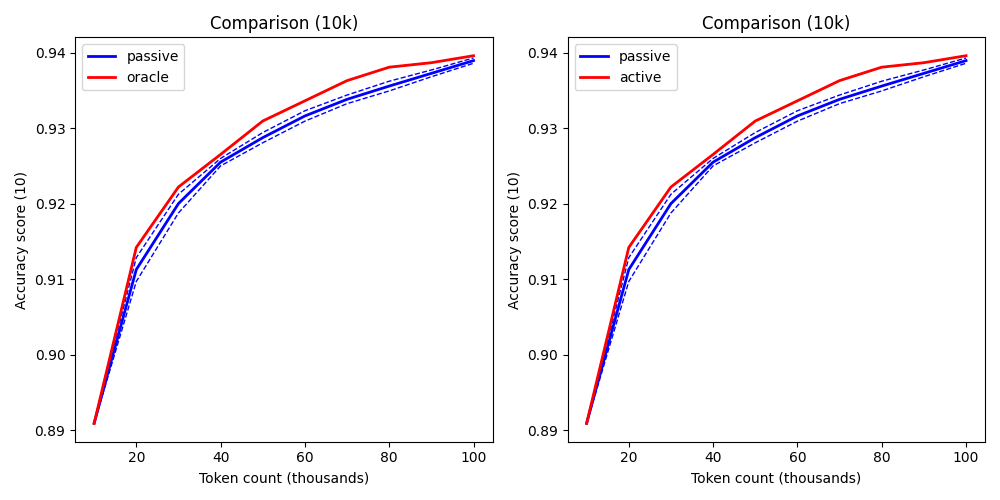 Comparison (10k)
passive
oracle
0.94
0.93
0.92
0.91
0.90
0.89
Accuracy score (10)
20 40 60 80 100
Token count (thousands)
Comparison (10k)
passive
active
0.94
0.93
0.92
0.91
0.90
0.89
Accuracy score (10)
20 40 60 80 100
Token count (thousands)